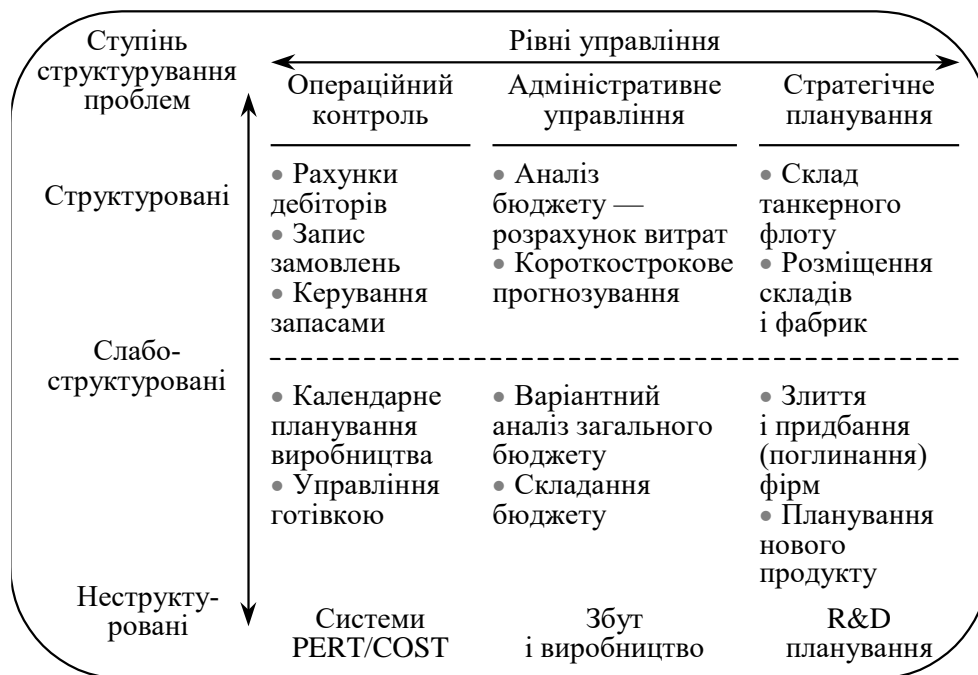 Ступінь
структурування
проблем
Рівні управління
Операційний
контроль
Адміністративне
управління
Стратегічне
планування
Структуровані
• Рахунки
дебіторів
• Запис
замовлень
• Керування
запасами
• Аналіз
бюджету —
розрахунок витрат
• Короткострокове
прогнозування
• Склад
танкерного
флоту
• Розміщення
складів
і фабрик
Слабо-
структуровані
• Календарне
планування
виробництва
• Управління
готівкою
• Варіантний
аналіз загального
бюджету
• Складання
бюджету
• Злиття
і придбання
(поглинання)
фірм
• Планування
нового
продукту
Неструкту-
ровані
Системи
PERT/COST
Збут
і виробництво
R&D
планування